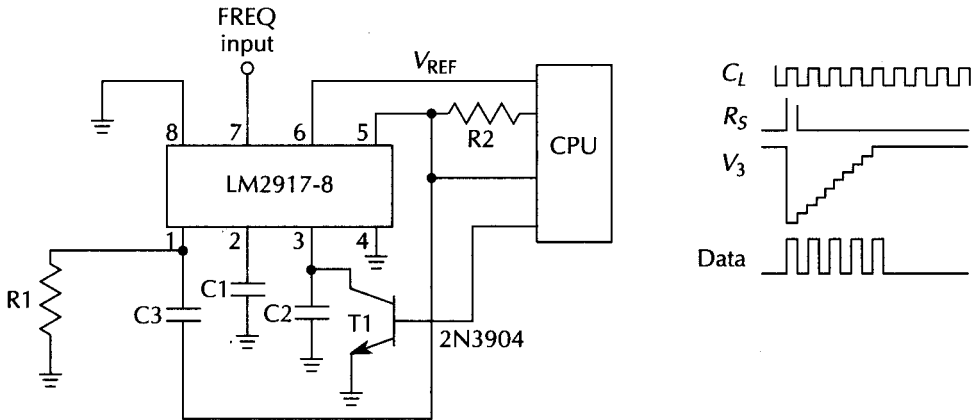 FREQ
input
V_REF
8 7 6 5
R2
CPU
LM2917-8
1 2 3 4
R1
C3
C1
C2
T1
2N3904
C_L
R_S
V_3
Data